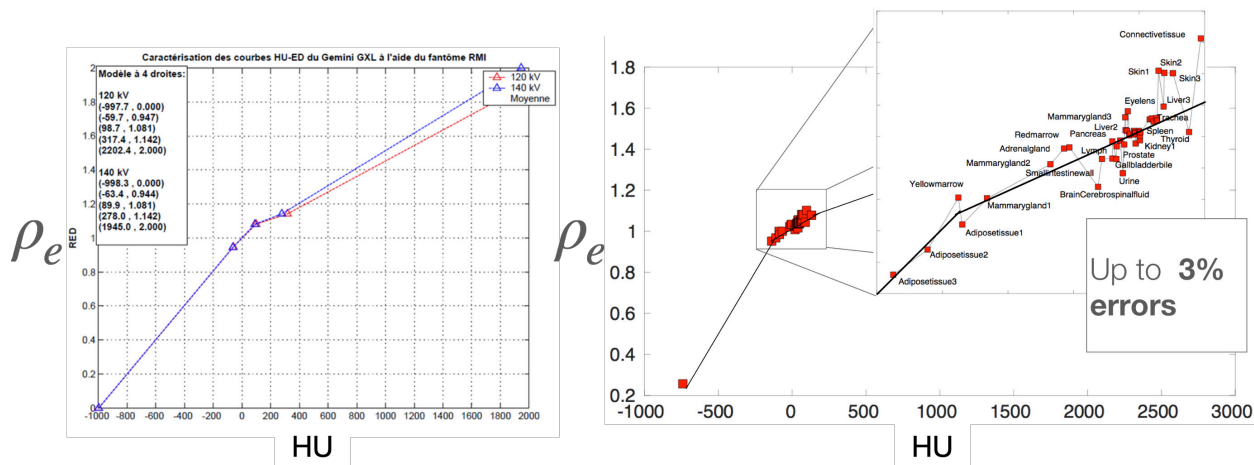 Caractérisation des courbes HU-ED du Gemini GXL à l'aide du fantôme RMI
Modèle à 4 droites:
120 kV
(-997.7 , 0.000)
(-59.7 , 0.947)
(98.7 , 1.081)
(317.4 , 1.142)
(2202.4 , 2.000)
140 kV
(-998.3 , 0.000)
(-63.4 , 0.944)
(89.9 , 1.081)
(278.0 , 1.142)
(1945.0 , 2.000)
120 kV
140 kV
Moyenne
2
1.8
1.6
1.4
1.2
1
0.8
0.6
0.4
0.2
0
-1000 -800 -600 -400 -200 0 200 400 600 800 1000 1200 1400 1600 1800 2000
RED
ρe
HU
ρe
1.8
1.6
1.4
1.2
1
0.8
0.6
0.4
0.2
-1000 -500 0 500 1000 1500 2000 2500 3000
HU
Connectivetissue
Skin2
Skin1
Skin3
Eyelens
Liver3
Mammarygland3
Trachea
Liver2
Redmarrow
Pancreas
Spleen
Thyroid
Adrenalgland
Lymph
Kidney1
Prostate
Mammarygland2
Gallbladderbile
Smallintestinewall
Urine
Yellowmarrow
BrainCerebrospinalfluid
Mammarygland1
Adiposetissue1
Adiposetissue2
Adiposetissue3
Up to 3%
errors